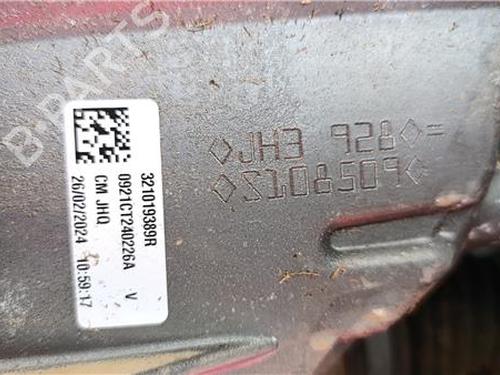 321019389R
0921CT240226A V
CM JHQ
26/02/2024 10:59:17
◇JH3 928◇=
◇S108509◇
B-PARTS